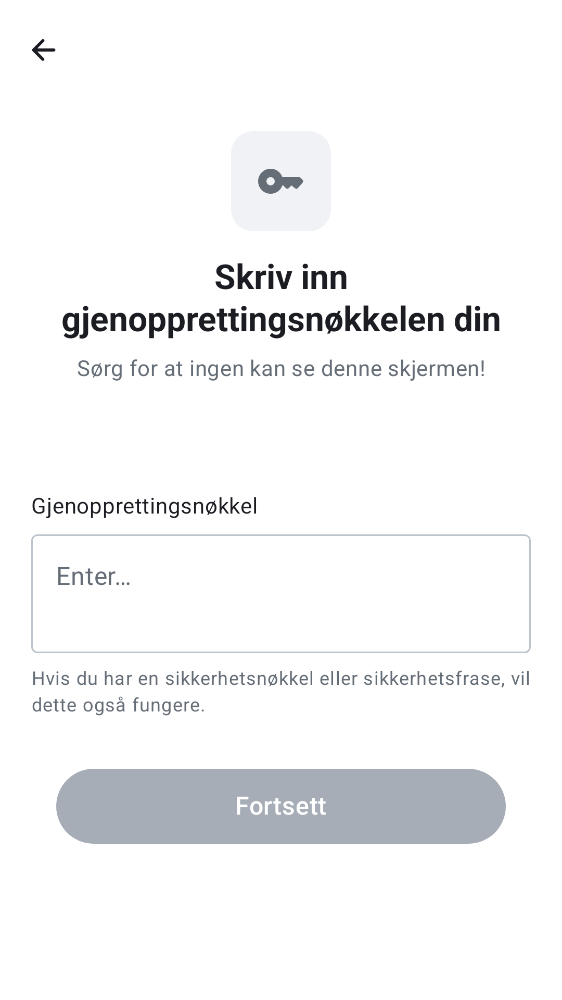 Skriv inn
gjenopprettingsnøkkelen din
Sørg for at ingen kan se denne skjermen!
Gjenopprettingsnøkkel
Enter…
Hvis du har en sikkerhetsnøkkel eller sikkerhetsfrase, vil
dette også fungere.
Fortsett